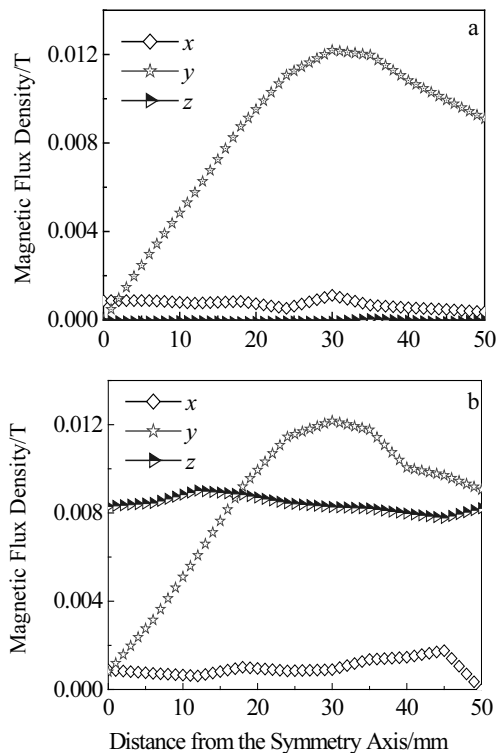 a
x
y
z
Magnetic Flux Density/T
0.012
0.008
0.004
0.000
0 10 20 30 40 50
b
x
y
z
Magnetic Flux Density/T
0.012
0.008
0.004
0.000
0 10 20 30 40 50
Distance from the Symmetry Axis/mm